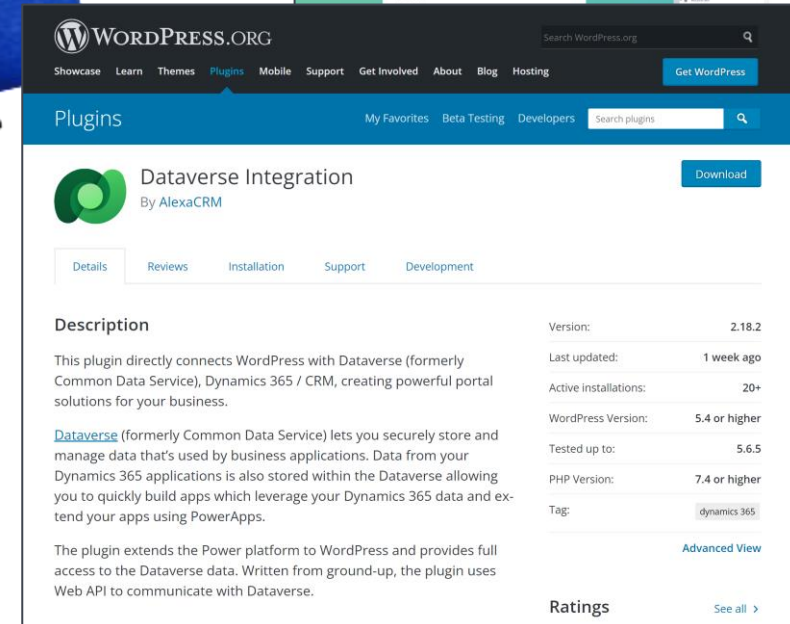 WORDPRESS.ORG
Search WordPress.org
Showcase Learn Themes Plugins Mobile Support Get Involved About Blog Hosting
Get WordPress
Plugins
My Favorites Beta Testing Developers
Search plugins
Dataverse Integration
By AlexaCRM
Download
Details Reviews Installation Support Development
Description
This plugin directly connects WordPress with Dataverse (formerly
Common Data Service), Dynamics 365 / CRM, creating powerful portal
solutions for your business.
Dataverse (formerly Common Data Service) lets you securely store and
manage data that's used by business applications. Data from your
Dynamics 365 applications is also stored within the Dataverse allowing
you to quickly build apps which leverage your Dynamics 365 data and ex-
tend your apps using PowerApps.
The plugin extends the Power platform to WordPress and provides full
access to the Dataverse data. Written from ground-up, the plugin uses
Web API to communicate with Dataverse.
Version: 2.18.2
Last updated: 1 week ago
Active installations: 20+
WordPress Version: 5.4 or higher
Tested up to: 5.6.5
PHP Version: 7.4 or higher
Tag: dynamics 365
Advanced View
Ratings
See all >